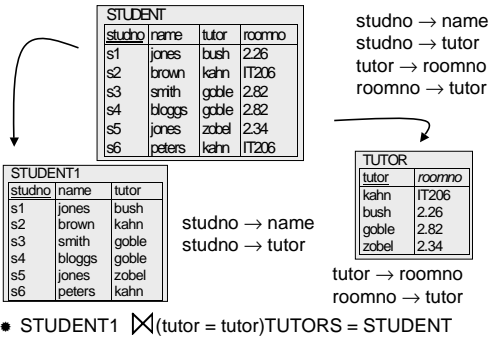 STUDENT
studno name tutor roomno
s1 jones bush 2.26
s2 brown kahn IT206
s3 smith goble 2.82
s4 bloggs goble 2.82
s5 jones zobel 2.34
s6 peters kahn IT206
studno → name
studno → tutor
tutor → roomno
roomno → tutor
STUDENT1
studno name tutor
s1 jones bush
s2 brown kahn
s3 smith goble
s4 bloggs goble
s5 jones zobel
s6 peters kahn
studno → name
studno → tutor
TUTOR
tutor roomno
kahn IT206
bush 2.26
goble 2.82
zobel 2.34
tutor → roomno
roomno → tutor
STUDENT1 ⋈(tutor = tutor)TUTORS = STUDENT